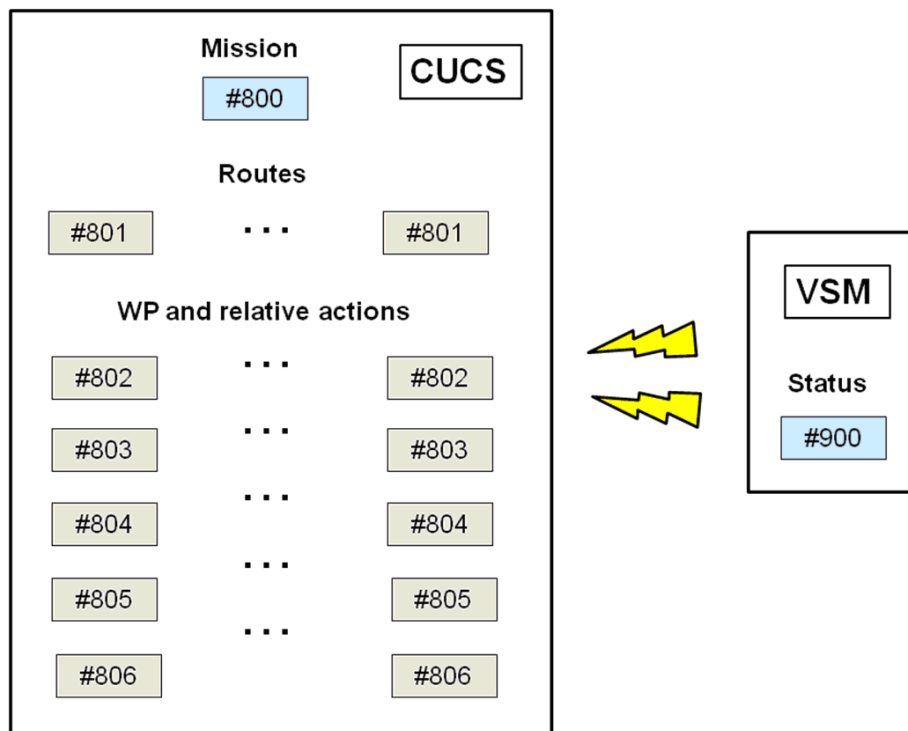 Mission
CUCS
#800
Routes
#801 ... #801
WP and relative actions
#802 ... #802
#803 ... #803
#804 ... #804
#805 ... #805
#806 ... #806
VSM
Status
#900